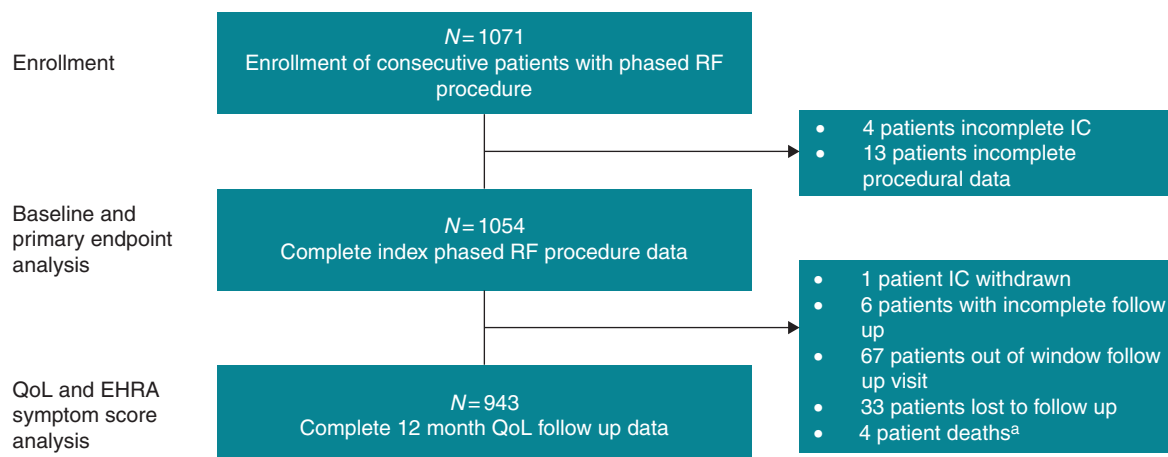 Enrollment
N=1071
Enrollment of consecutive patients with phased RF
procedure
• 4 patients incomplete IC
• 13 patients incomplete
procedural data
Baseline and
primary endpoint
analysis
N=1054
Complete index phased RF procedure data
• 1 patient IC withdrawn
• 6 patients with incomplete follow
up
• 67 patients out of window follow
up visit
• 33 patients lost to follow up
• 4 patient deathsᵃ
QoL and EHRA
symptom score
analysis
N=943
Complete 12 month QoL follow up data